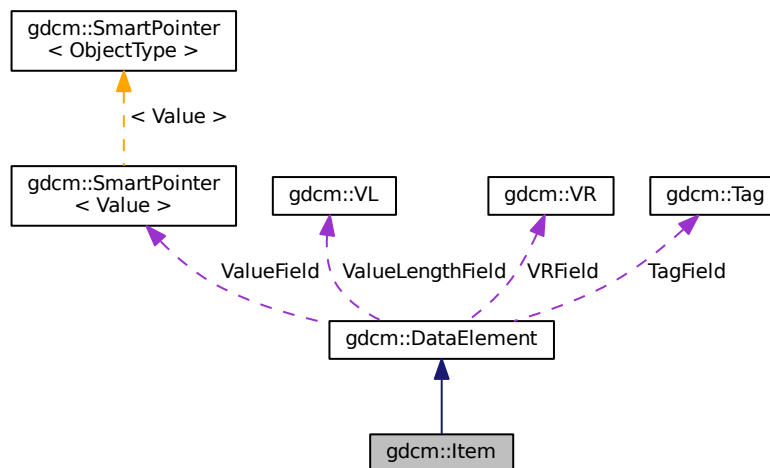 gdcm::SmartPointer
< ObjectType >
< Value >
gdcm::SmartPointer
< Value >
gdcm::VL
gdcm::VR
gdcm::Tag
ValueField
ValueLengthField
VRField
TagField
gdcm::DataElement
gdcm::Item